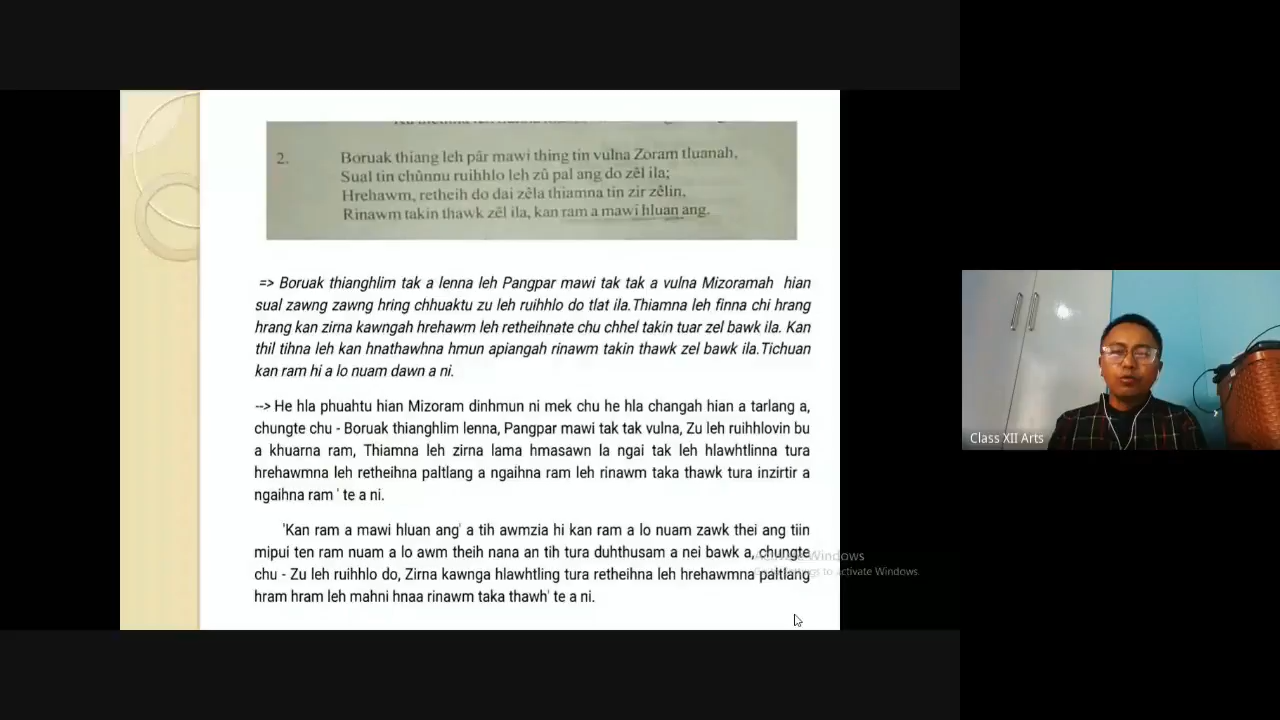 2.
Boruak thiang leh pâr mawi thing tin vulna Zoram tluanah,
Sual tin chûnnu ruihhlo leh zû pal ang do zêl ila;
Hrehawm, retheih do dai zêla thiamna tin zir zêlin,
Rinawm takin thawk zêl ila, kan ram a mawi hluan ang.
=> Boruak thianghlim tak a lenna leh Pangpar mawi tak tak a vulna Mizoramah hian
sual zawng zawng hring chhuaktu zu leh ruihhlo do tlat ila.Thiamna leh finna chi hrang
hrang kan zirna kawngah hrehawm leh retheihnate chu chhel takin tuar zel bawk ila. Kan
thil tihna leh kan hnathawhna hmun apiangah rinawm takin thawk zel bawk ila.Tichuan
kan ram hi a lo nuam dawn a ni.
--> He hla phuahtu hian Mizoram dinhmun ni mek chu he hla changah hian a tarlang a,
chungte chu - Boruak thianghlim lenna, Pangpar mawi tak tak vulna, Zu leh ruihhlovin bu
a khuarna ram, Thiamna leh zirna lama hmasawn la ngai tak leh hlawhtlinna tura
hrehawmna leh retheihna paltlang a ngaihna ram leh rinawm taka thawk tura inzirtir a
ngaihna ram ' te a ni.
'Kan ram a mawi hluan ang' a tih awmzia hi kan ram a lo nuam zawk thei ang tiin
mipui ten ram nuam a lo awm theih nana an tih tura duhthusam a nei bawk a, chungte
chu - Zu leh ruihhlo do, Zirna kawnga hlawhtling tura retheihna leh hrehawmna paltlang
hram hram leh mahni hnaa rinawm taka thawh' te a ni.
Activate Windows
to activate Windows.
Class XII Arts